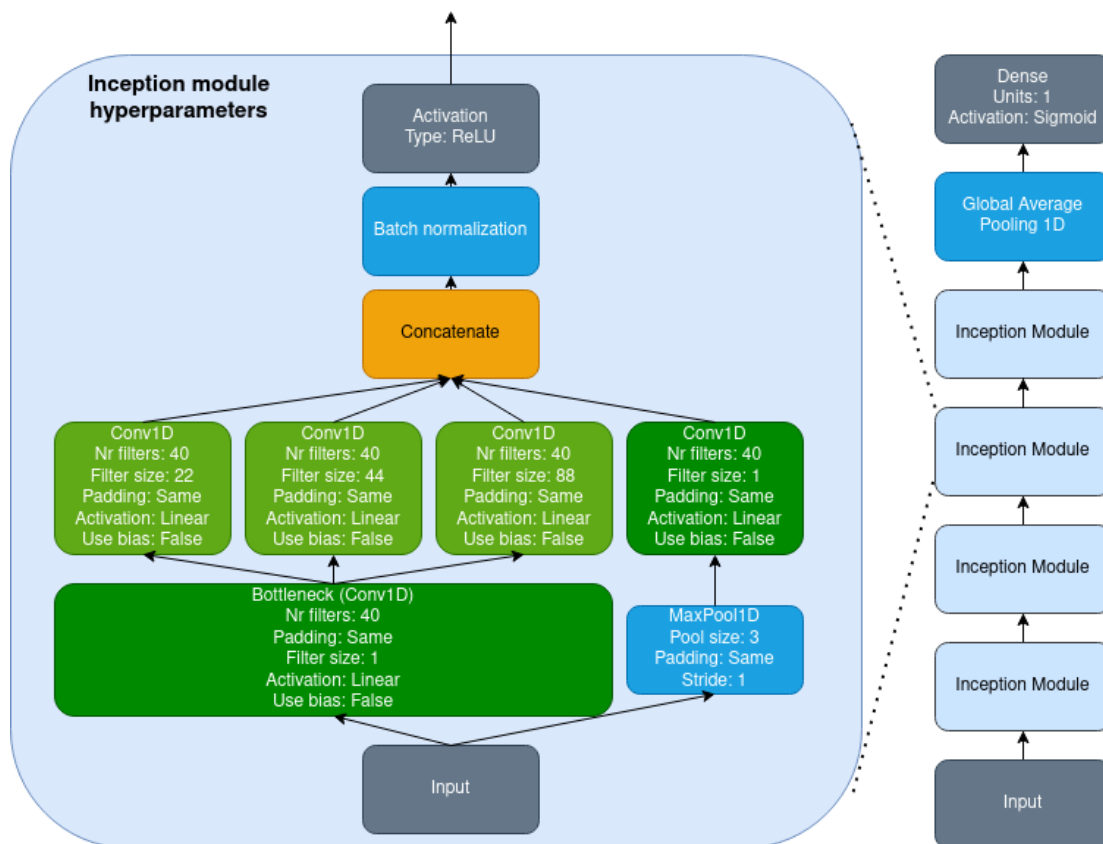 Inception module
hyperparameters
Activation
Type: ReLU
Batch normalization
Concatenate
Conv1D
Nr filters: 40
Filter size: 22
Padding: Same
Activation: Linear
Use bias: False
Conv1D
Nr filters: 40
Filter size: 44
Padding: Same
Activation: Linear
Use bias: False
Conv1D
Nr filters: 40
Filter size: 88
Padding: Same
Activation: Linear
Use bias: False
Conv1D
Nr filters: 40
Filter size: 1
Padding: Same
Activation: Linear
Use bias: False
Bottleneck (Conv1D)
Nr filters: 40
Padding: Same
Filter size: 1
Activation: Linear
Use bias: False
MaxPool1D
Pool size: 3
Padding: Same
Stride: 1
Input
Dense
Units: 1
Activation: Sigmoid
Global Average
Pooling 1D
Inception Module
Inception Module
Inception Module
Inception Module
Input